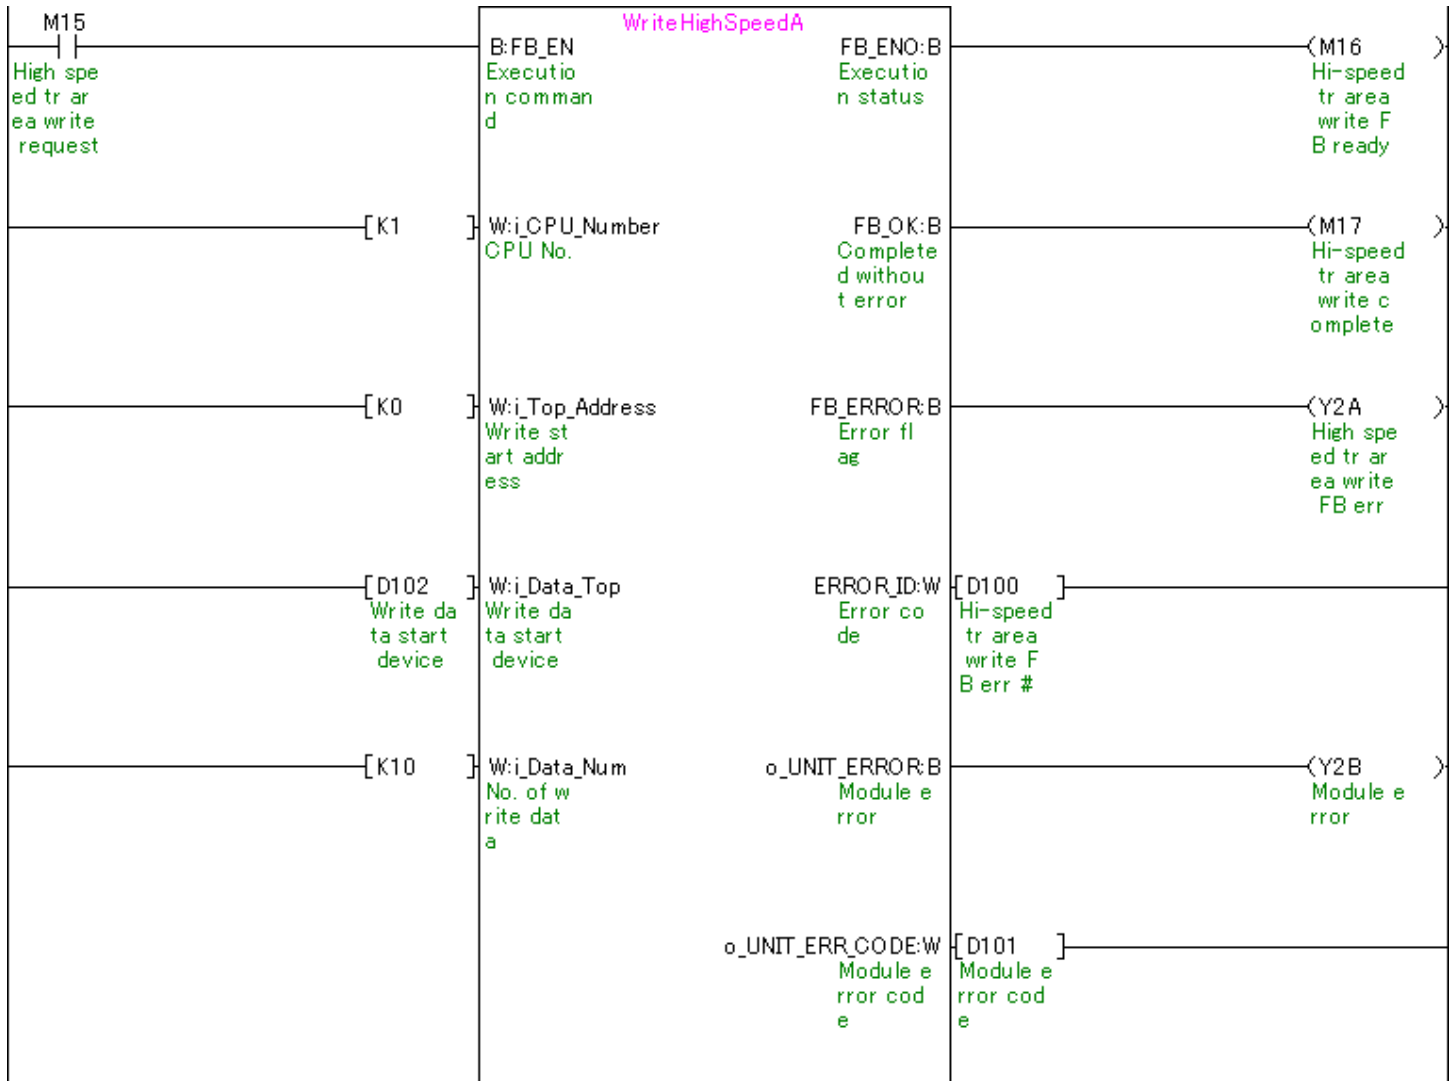 M15
WriteHighSpeedA
B:FB_EN
FB_ENO:B
(M16 )
High spe
ed tr ar
ea write
request
Executio
n comman
d
Executio
n status
Hi-speed
tr area
write F
B ready
[K1 ]
W:i_CPU_Number
FB_OK:B
(M17 )
CPU No.
Complete
d withou
t error
Hi-speed
tr area
write c
omplete
[K0 ]
W:i_Top_Address
FB_ERROR:B
(Y2A )
Write st
art addr
ess
Error fl
ag
High spe
ed tr ar
ea write
FB err
[D102 ]
W:i_Data_Top
ERROR_ID:W
[D100 ]
Write da
ta start
device
Write da
ta start
device
Error co
de
Hi-speed
tr area
write F
B err #
[K10 ]
W:i_Data_Num
o_UNIT_ERROR:B
(Y2B )
No. of w
rite dat
a
Module e
rror
Module e
rror
o_UNIT_ERR_CODE:W
[D101 ]
Module e
rror cod
e
Module e
rror cod
e